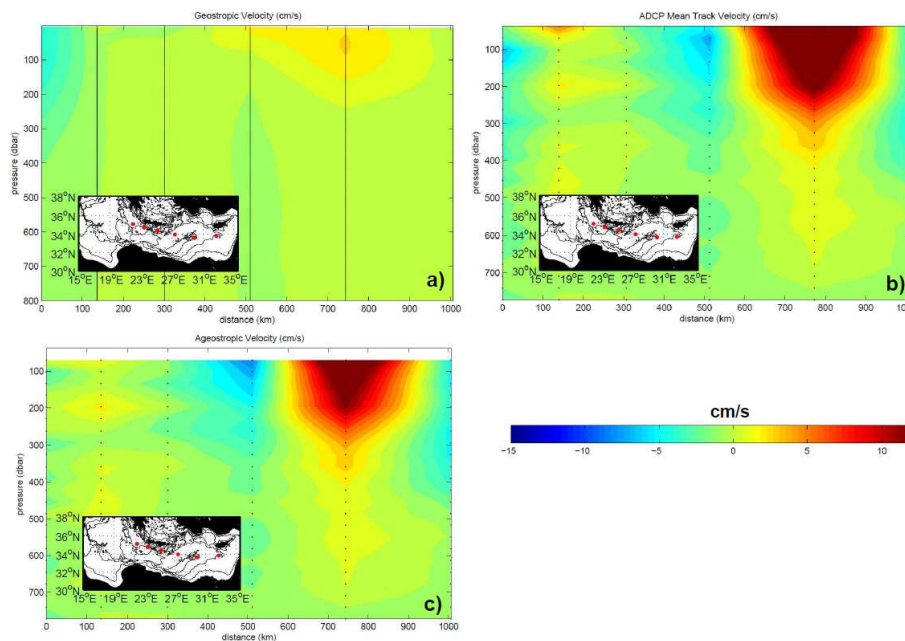 Geostropic Velocity (cm/s)
pressure (dbar)
100
200
300
400
500
600
700
800
38°N
36°N
34°N
32°N
30°N
15°E 19°E 23°E 27°E 31°E 35°E
a)
0 100 200 300 400 500 600 700 800 900 1000
distance (km)
ADCP Mean Track Velocity (cm/s)
pressure (dbar)
100
200
300
400
500
600
700
38°N
36°N
34°N
32°N
30°N
15°E 19°E 23°E 27°E 31°E 35°E
b)
0 100 200 300 400 500 600 700 800 900 1000
distance (km)
Ageostropic Velocity (cm/s)
pressure (dbar)
100
200
300
400
500
600
700
38°N
36°N
34°N
32°N
30°N
15°E 19°E 23°E 27°E 31°E 35°E
c)
0 100 200 300 400 500 600 700 800 900 1000
distance (km)
cm/s
−15 −10 −5 0 5 10